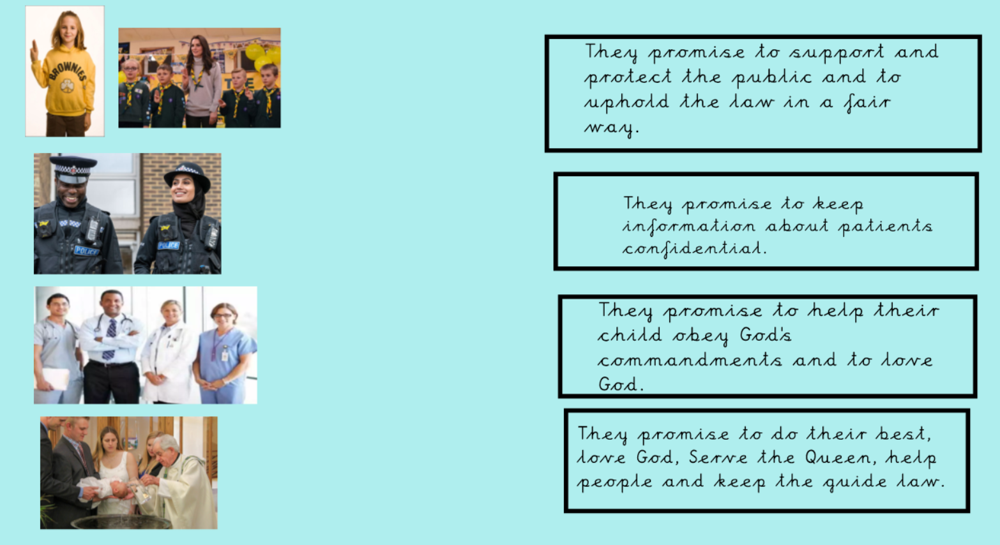 BROWNIES
THE
POLICE
POLICE
They promise to support and
protect the public and to
uphold the law in a fair
way.
They promise to keep
information about patients
confidential.
They promise to help their
child obey God's
commandments and to love
God.
They promise to do their best,
love God, Serve the Queen, help
people and keep the guide law.